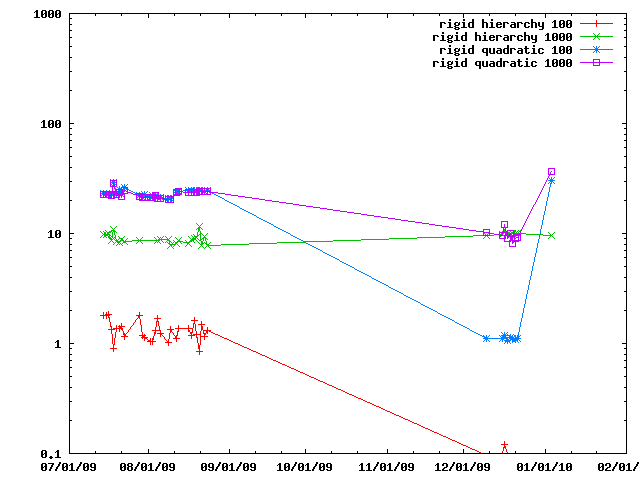 1000
rigid hierarchy 100
rigid hierarchy 1000
rigid quadratic 100
rigid quadratic 1000
100
10
1
0.1
07/01/09 08/01/09 09/01/09 10/01/09 11/01/09 12/01/09 01/01/10 02/01/